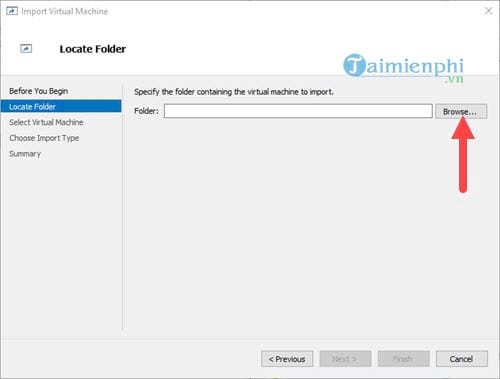 Import Virtual Machine
Locate Folder
Taimienphi
.vn
Before You Begin
Locate Folder
Select Virtual Machine
Choose Import Type
Summary
Specify the folder containing the virtual machine to import.
Folder:
Browse...
< Previous
Next >
Finish
Cancel